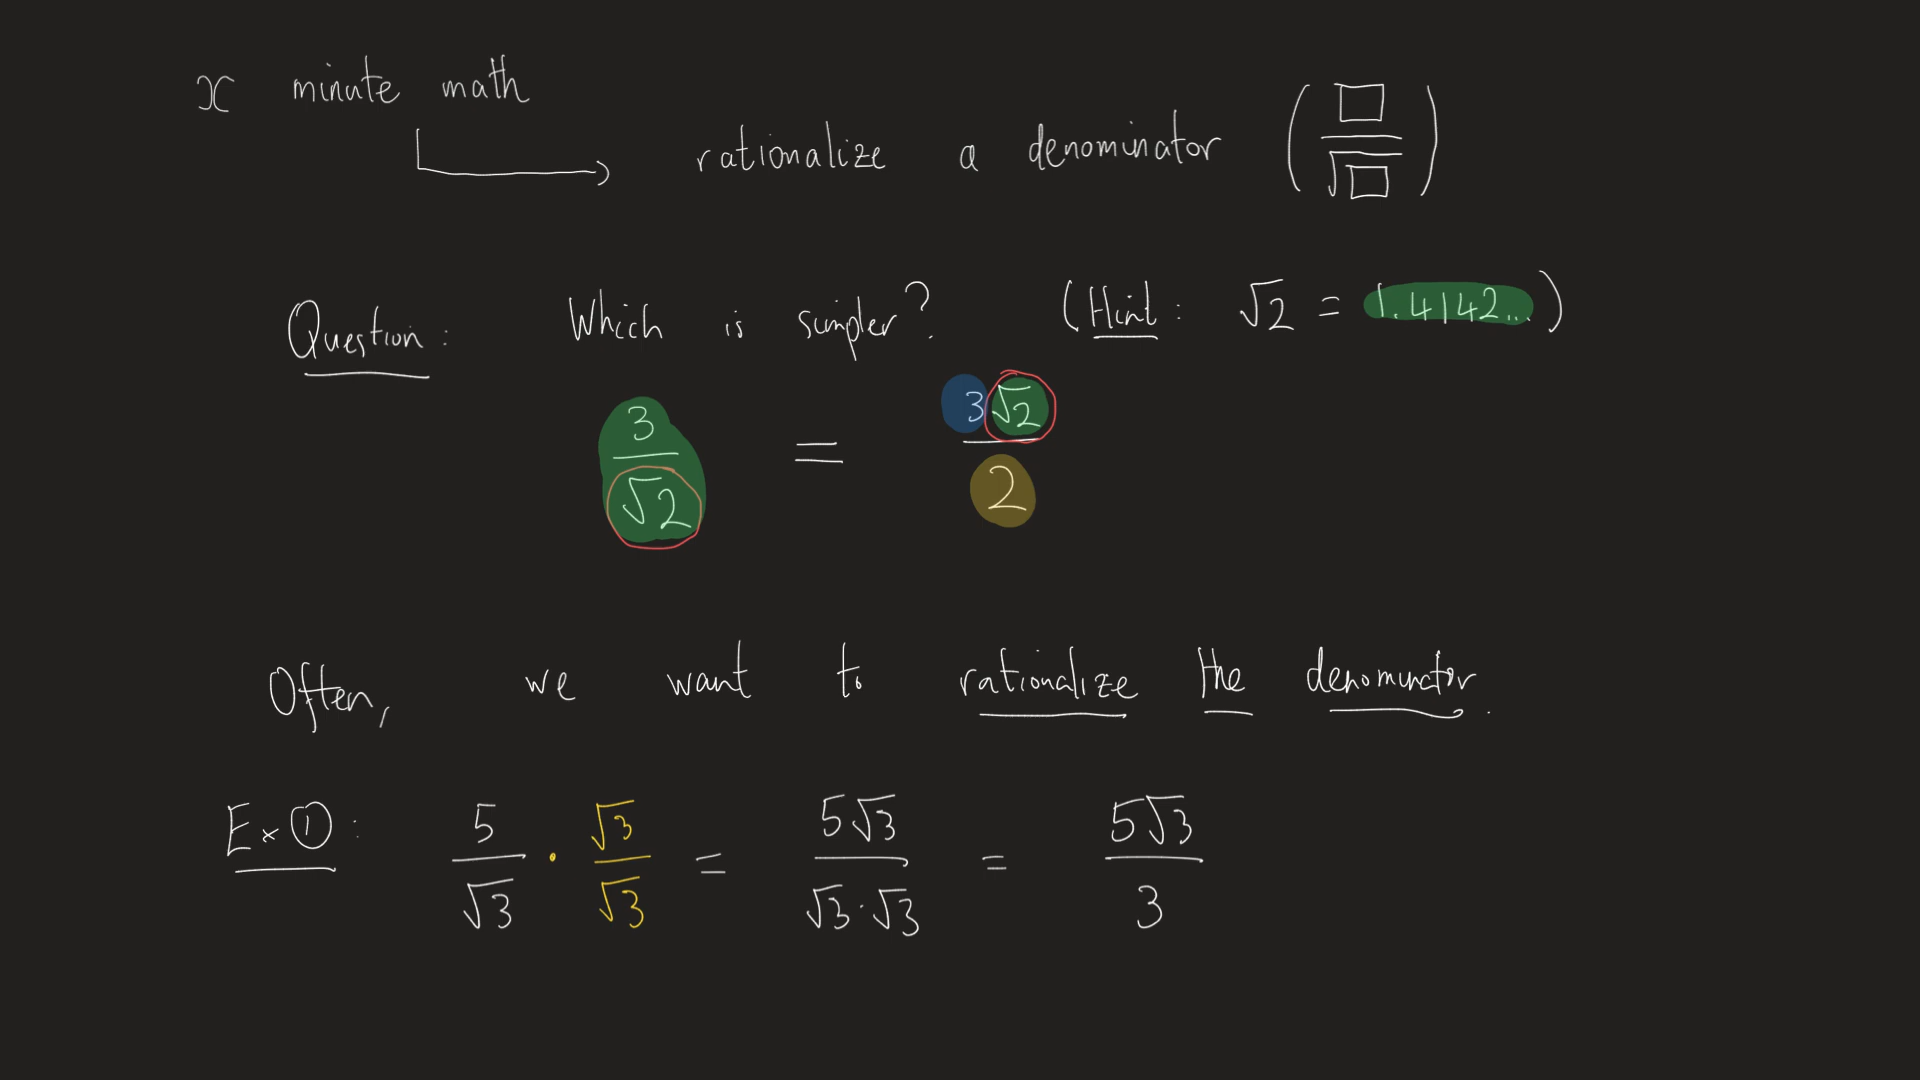 x minute math
rationalize a denominator (□/√□)
Question: Which is simpler? (Hint: √2 = 1.4142...)
3/√2 = 3√2/2
Often, we want to rationalize the denominator.
Ex ①: 5/√3 · √3/√3 = 5√3/√3·√3 = 5√3/3